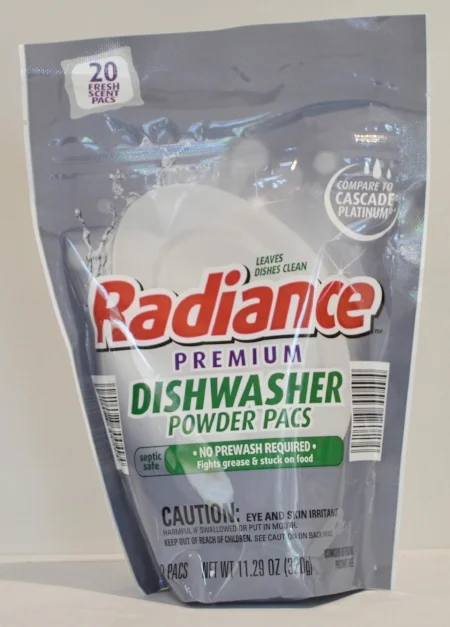 20
FRESH
SCENT
PACS
COMPARE TO
CASCADE
PLATINUM
LEAVES
DISHES CLEAN
Radiance
PREMIUM
DISHWASHER
POWDER PACS
septic
safe
• NO PREWASH REQUIRED •
Fights grease & stuck on food
CAUTION: EYE AND SKIN IRRITANT
HARMFUL IF SWALLOWED OR PUT IN MOUTH.
KEEP OUT OF REACH OF CHILDREN. SEE CAUTION ON BACK
PACS NET WT 11.29 OZ (320g)